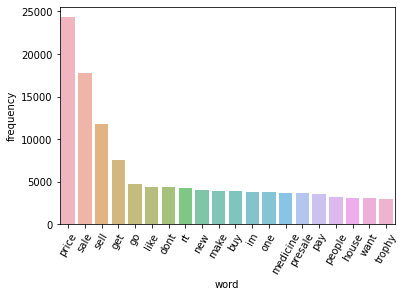 25000
20000
15000
10000
5000
0
frequency
price
sale
sell
get
go
like
dont
rt
new
make
buy
im
one
medicine
presale
pay
people
house
want
trophy
word